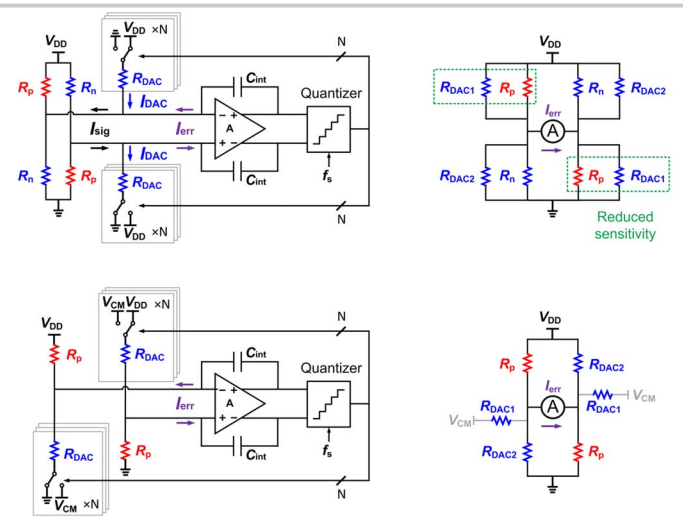 VDD ×N
N
VDD
RDAC
Cint
Quantizer
Rp
Rn
IDAC
Ierr
Isig
A
− +
+ −
IDAC
Rn
Rp
RDAC
Cint
fs
VDD ×N
N
VDD
RDAC1
Rp
Rn
RDAC2
Ierr
A
RDAC2
Rn
Rp
RDAC1
Reduced
sensitivity
VCM VDD ×N
N
VDD
Rp
RDAC
Cint
Quantizer
Ierr
A
− +
+ −
RDAC
Rp
Cint
fs
VCM ×N
N
VDD
Rp
RDAC2
Ierr
VCM
RDAC1
RDAC1
A
VCM
RDAC2
Rp